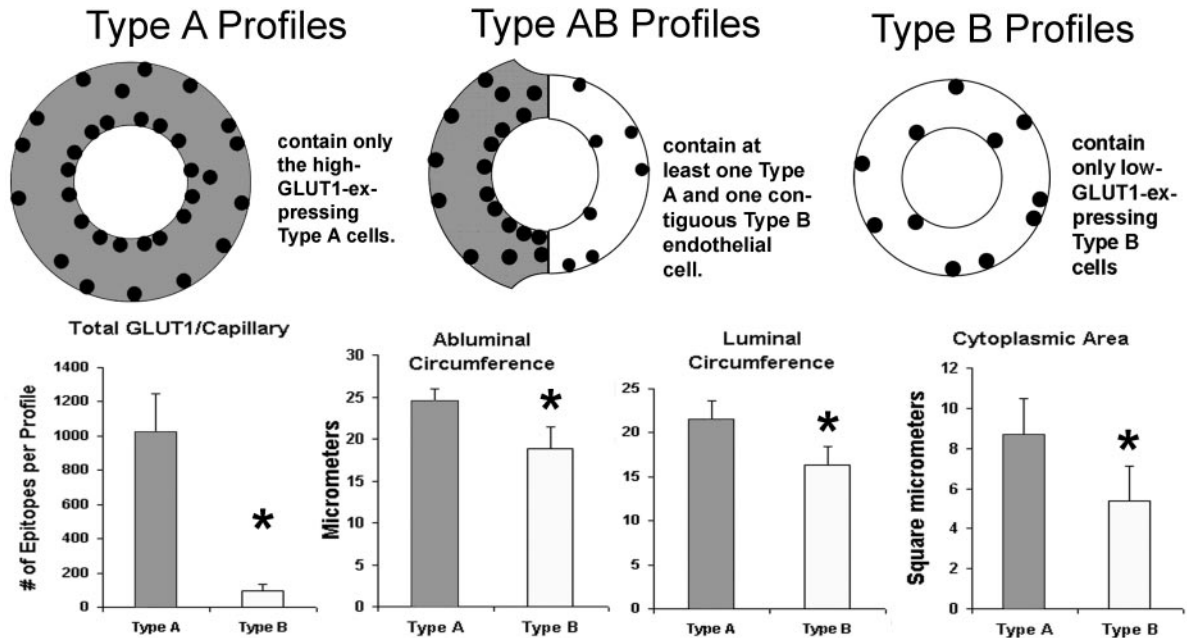 Type A Profiles
contain only
the high-
GLUT1-ex-
pressing
Type A cells.
Type AB Profiles
contain at
least one Type
A and one con-
tiguous Type B
endothelial
cell.
Type B Profiles
contain
only low-
GLUT1-ex-
pressing
Type B
cells
Total GLUT1/Capillary
# of Epitopes per Profile
1400
1200
1000
800
600
400
200
0
*
Type A
Type B
Abluminal
Circumference
Micrometers
30
25
20
15
10
5
0
*
Type A
Type B
Luminal
Circumference
25
20
15
10
5
0
*
Type A
Type B
Cytoplasmic Area
Square micrometers
12
10
8
6
4
2
0
*
Type A
Type B